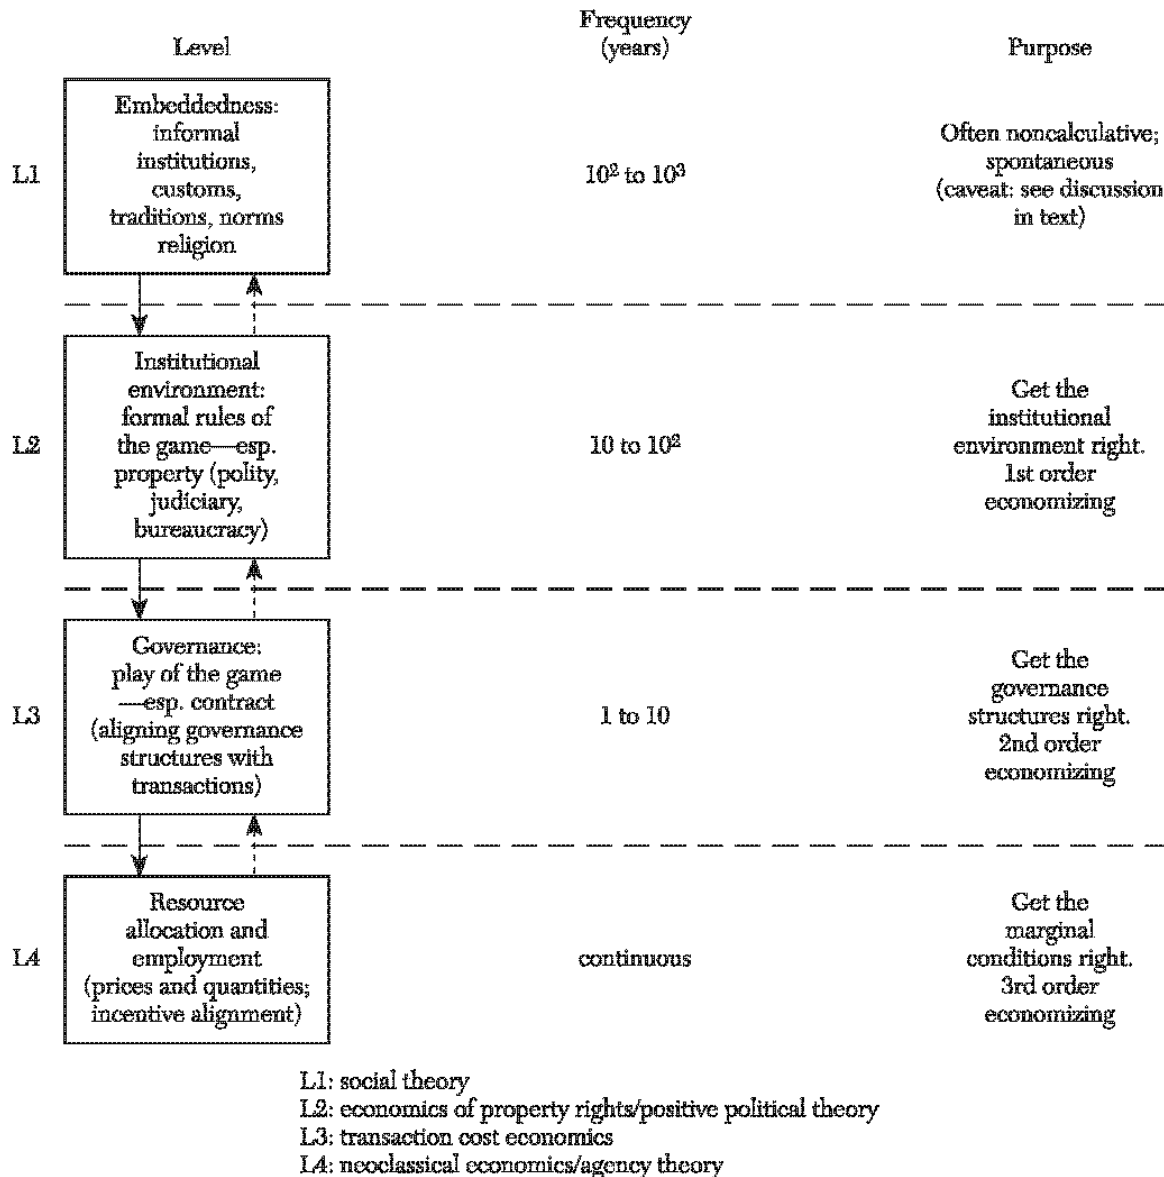 Level
Frequency
(years)
Purpose
L1
Embeddedness:
informal
institutions,
customs,
traditions, norms
religion
10² to 10³
Often noncalculative;
spontaneous
(caveat: see discussion
in text)
L2
Institutional
environment:
formal rules of
the game—esp.
property (polity,
judiciary,
bureaucracy)
10 to 10²
Get the
institutional
environment right.
1st order
economizing
L3
Governance:
play of the game
—esp. contract
(aligning governance
structures with
transactions)
1 to 10
Get the
governance
structures right.
2nd order
economizing
L4
Resource
allocation and
employment
(prices and quantities;
incentive alignment)
continuous
Get the
marginal
conditions right.
3rd order
economizing
L1: social theory
L2: economics of property rights/positive political theory
L3: transaction cost economics
L4: neoclassical economics/agency theory